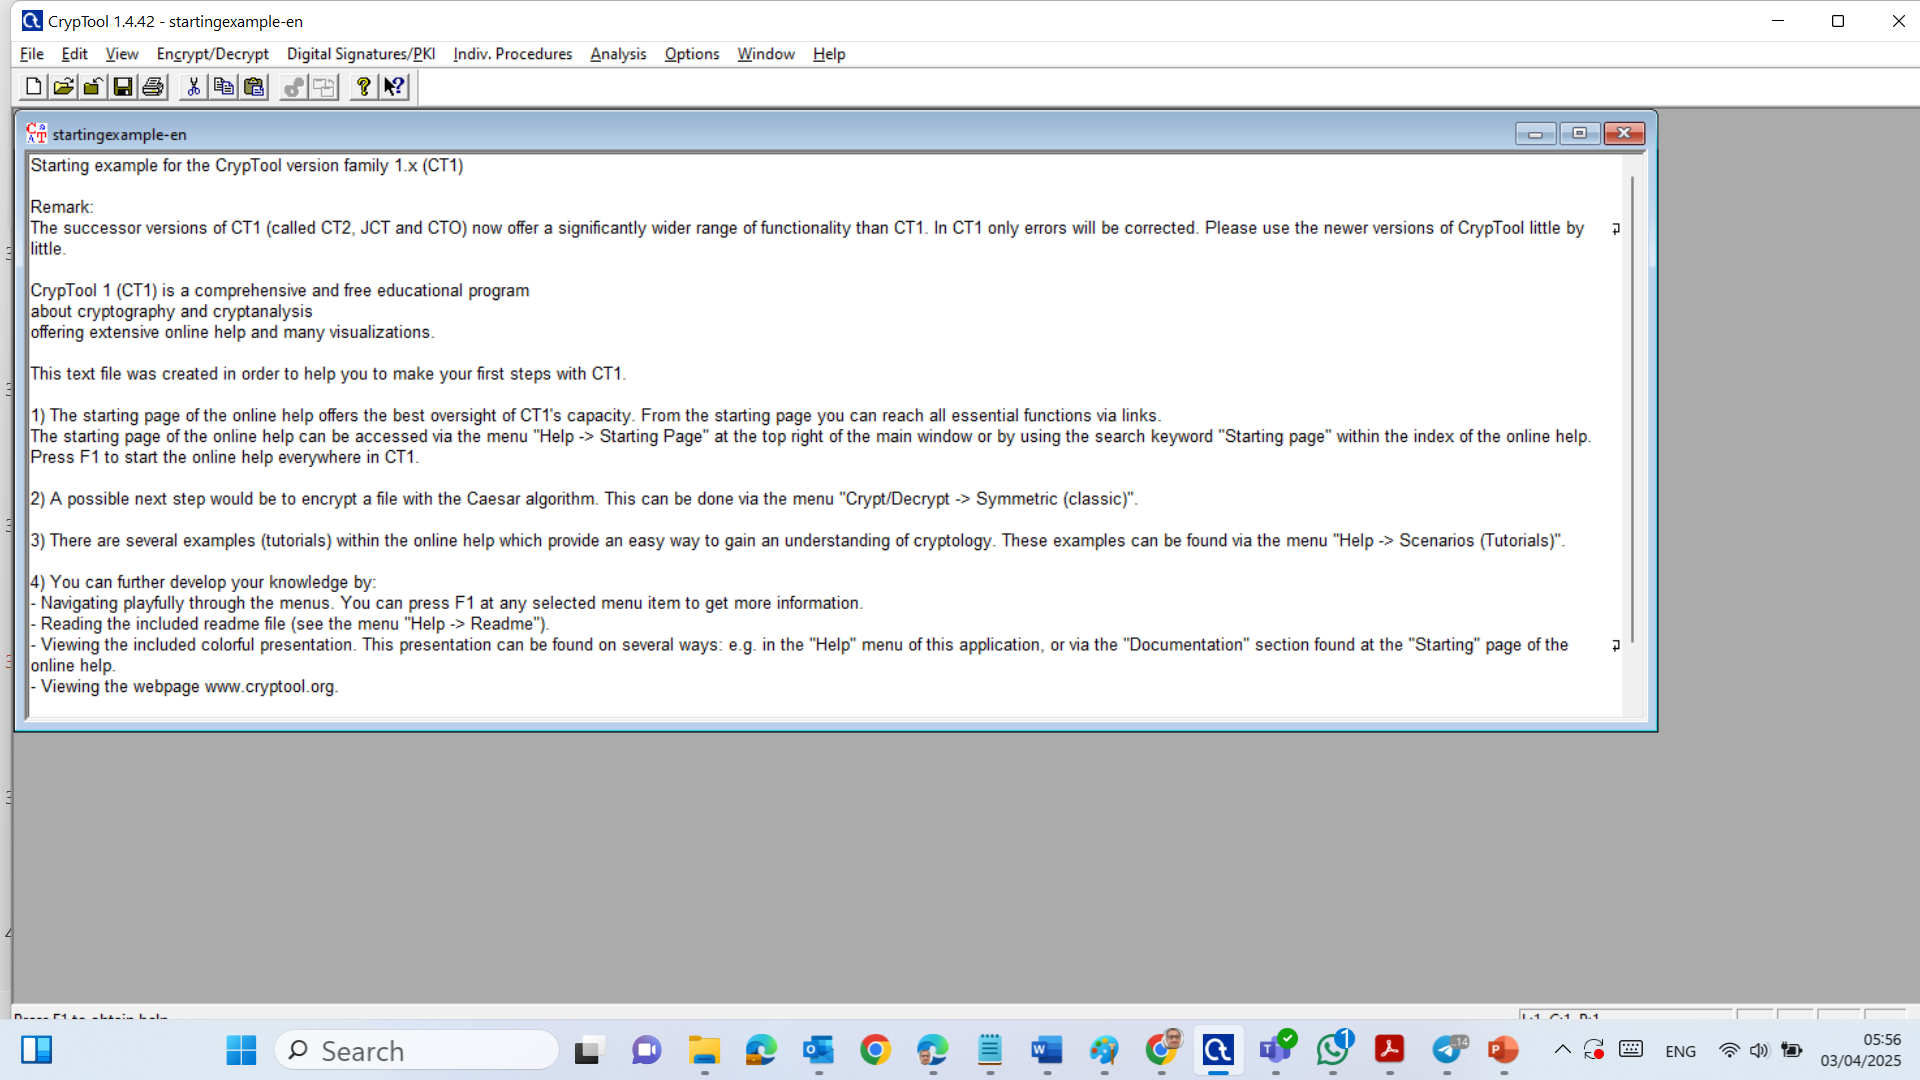 CrypTool 1.4.42 - startingexample-en
File Edit View Encrypt/Decrypt Digital Signatures/PKI Indiv. Procedures Analysis Options Window Help
startingexample-en
Starting example for the CrypTool version family 1.x (CT1)
Remark:
The successor versions of CT1 (called CT2, JCT and CTO) now offer a significantly wider range of functionality than CT1. In CT1 only errors will be corrected. Please use the newer versions of CrypTool little by
little.
CrypTool 1 (CT1) is a comprehensive and free educational program
about cryptography and cryptanalysis
offering extensive online help and many visualizations.
This text file was created in order to help you to make your first steps with CT1.
1) The starting page of the online help offers the best oversight of CT1's capacity. From the starting page you can reach all essential functions via links.
The starting page of the online help can be accessed via the menu "Help -> Starting Page" at the top right of the main window or by using the search keyword "Starting page" within the index of the online help.
Press F1 to start the online help everywhere in CT1.
2) A possible next step would be to encrypt a file with the Caesar algorithm. This can be done via the menu "Crypt/Decrypt -> Symmetric (classic)".
3) There are several examples (tutorials) within the online help which provide an easy way to gain an understanding of cryptology. These examples can be found via the menu "Help -> Scenarios (Tutorials)".
4) You can further develop your knowledge by:
- Navigating playfully through the menus. You can press F1 at any selected menu item to get more information.
- Reading the included readme file (see the menu "Help -> Readme").
- Viewing the included colorful presentation. This presentation can be found on several ways: e.g. in the "Help" menu of this application, or via the "Documentation" section found at the "Starting" page of the
online help.
- Viewing the webpage www.cryptool.org.
Press F1 to obtain help.
L:1 C:1 P:1
Search
14
1
ENG
05:56
03/04/2025